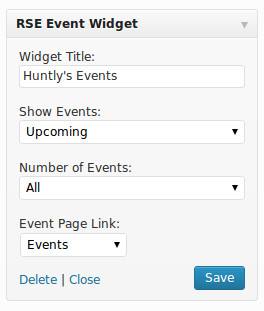 RSE Event Widget
Widget Title:
Huntly's Events
Show Events:
Upcoming
Number of Events:
All
Event Page Link:
Events
Delete | Close
Save